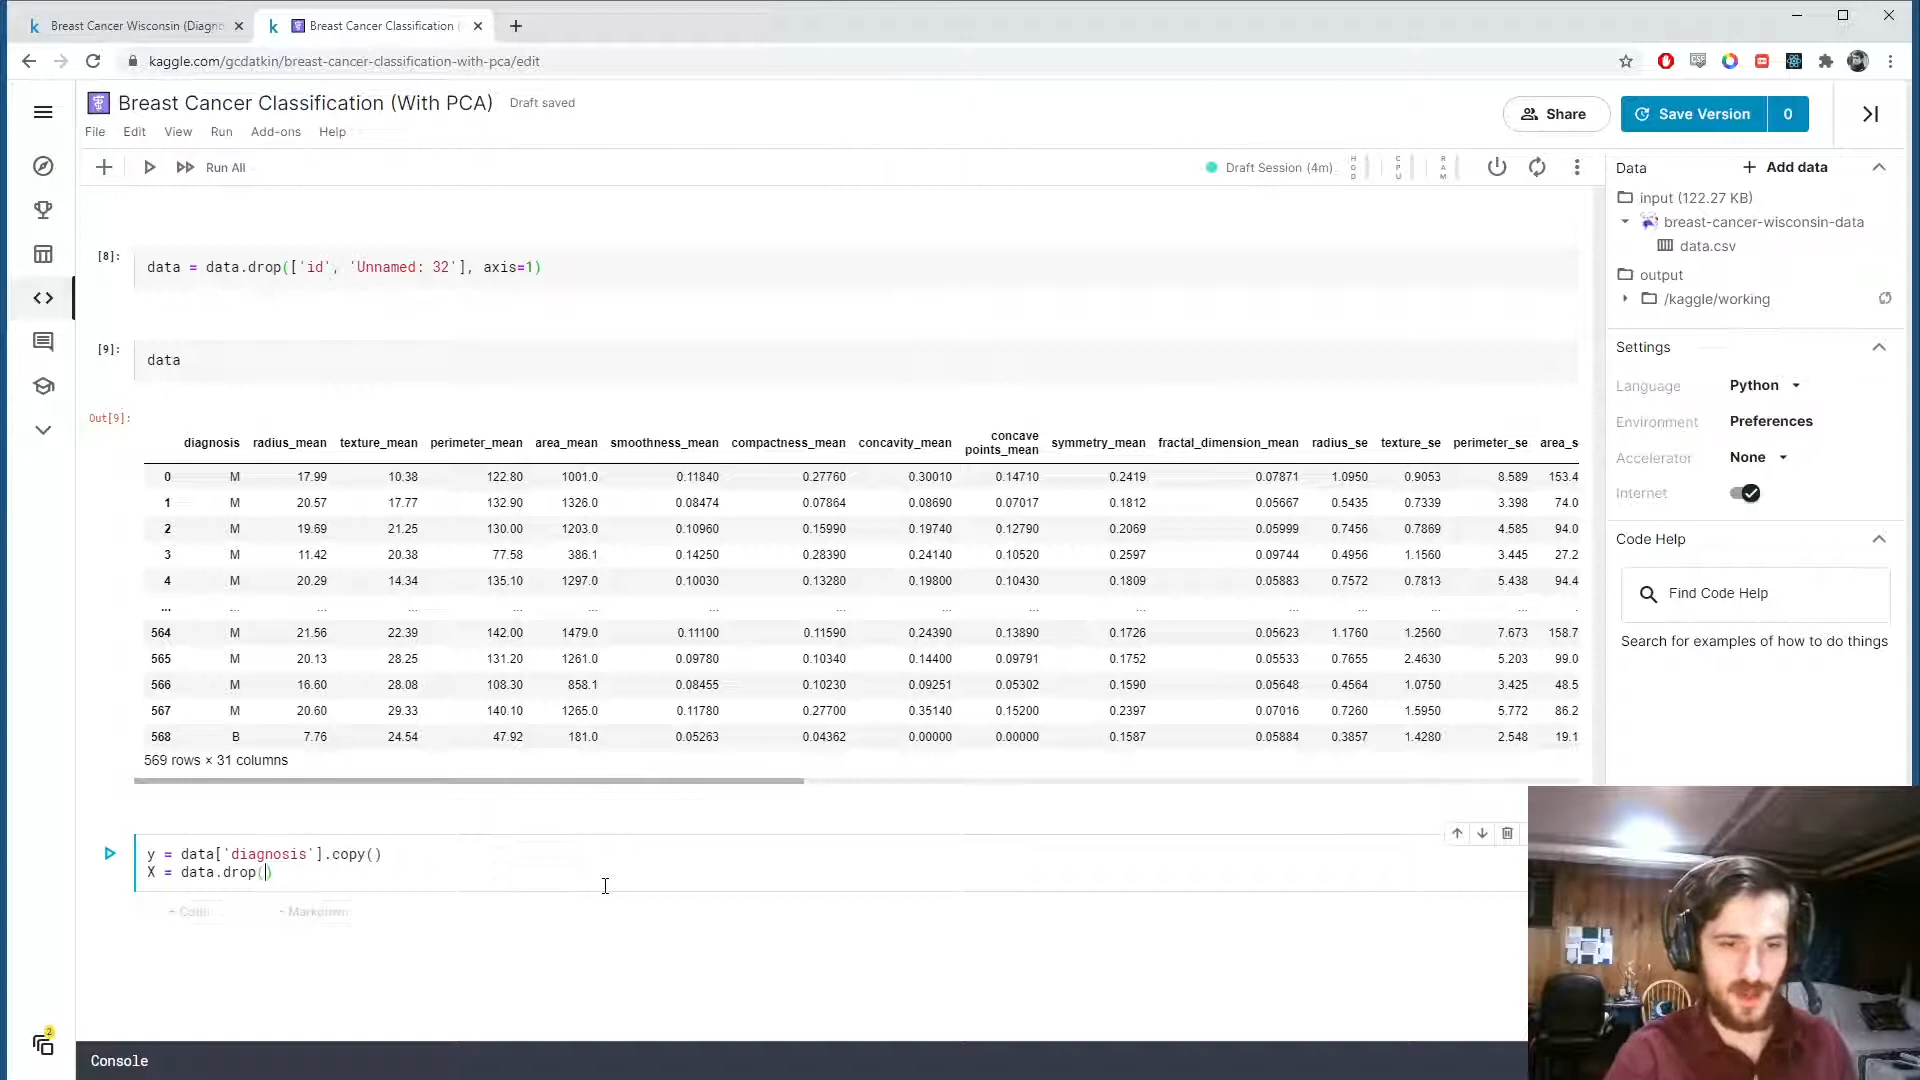 Breast Cancer Wisconsin (Diagno
Breast Cancer Classification (
kaggle.com/gcdatkin/breast-cancer-classification-with-pca/edit
Breast Cancer Classification (With PCA)
Draft saved
File Edit View Run Add-ons Help
Share
Save Version 0
Run All
Draft Session (4m)
HDD
CPU
RAM
Data
Add data
input (122.27 KB)
breast-cancer-wisconsin-data
data.csv
output
/kaggle/working
Settings
Language Python
Environment Preferences
Accelerator None
Internet
Code Help
Find Code Help
Search for examples of how to do things
[8]:
data = data.drop(['id', 'Unnamed: 32'], axis=1)
[9]:
data
Out[9]:
diagnosis radius_mean texture_mean perimeter_mean area_mean smoothness_mean compactness_mean concavity_mean concave points_mean symmetry_mean fractal_dimension_mean radius_se texture_se perimeter_se area_s
0 M 17.99 10.38 122.80 1001.0 0.11840 0.27760 0.30010 0.14710 0.2419 0.07871 1.0950 0.9053 8.589 153.4
1 M 20.57 17.77 132.90 1326.0 0.08474 0.07864 0.08690 0.07017 0.1812 0.05667 0.5435 0.7339 3.398 74.0
2 M 19.69 21.25 130.00 1203.0 0.10960 0.15990 0.19740 0.12790 0.2069 0.05999 0.7456 0.7869 4.585 94.0
3 M 11.42 20.38 77.58 386.1 0.14250 0.28390 0.24140 0.10520 0.2597 0.09744 0.4956 1.1560 3.445 27.2
4 M 20.29 14.34 135.10 1297.0 0.10030 0.13280 0.19800 0.10430 0.1809 0.05883 0.7572 0.7813 5.438 94.4
... ... ... ... ... ... ... ... ... ... ... ... ... ... ... .
564 M 21.56 22.39 142.00 1479.0 0.11100 0.11590 0.24390 0.13890 0.1726 0.05623 1.1760 1.2560 7.673 158.7
565 M 20.13 28.25 131.20 1261.0 0.09780 0.10340 0.14400 0.09791 0.1752 0.05533 0.7655 2.4630 5.203 99.0
566 M 16.60 28.08 108.30 858.1 0.08455 0.10230 0.09251 0.05302 0.1590 0.05648 0.4564 1.0750 3.425 48.5
567 M 20.60 29.33 140.10 1265.0 0.11780 0.27700 0.35140 0.15200 0.2397 0.07016 0.7260 1.5950 5.772 86.2
568 B 7.76 24.54 47.92 181.0 0.05263 0.04362 0.00000 0.00000 0.1587 0.05884 0.3857 1.4280 2.548 19.1
569 rows × 31 columns
y = data['diagnosis'].copy()
X = data.drop()
2
Console